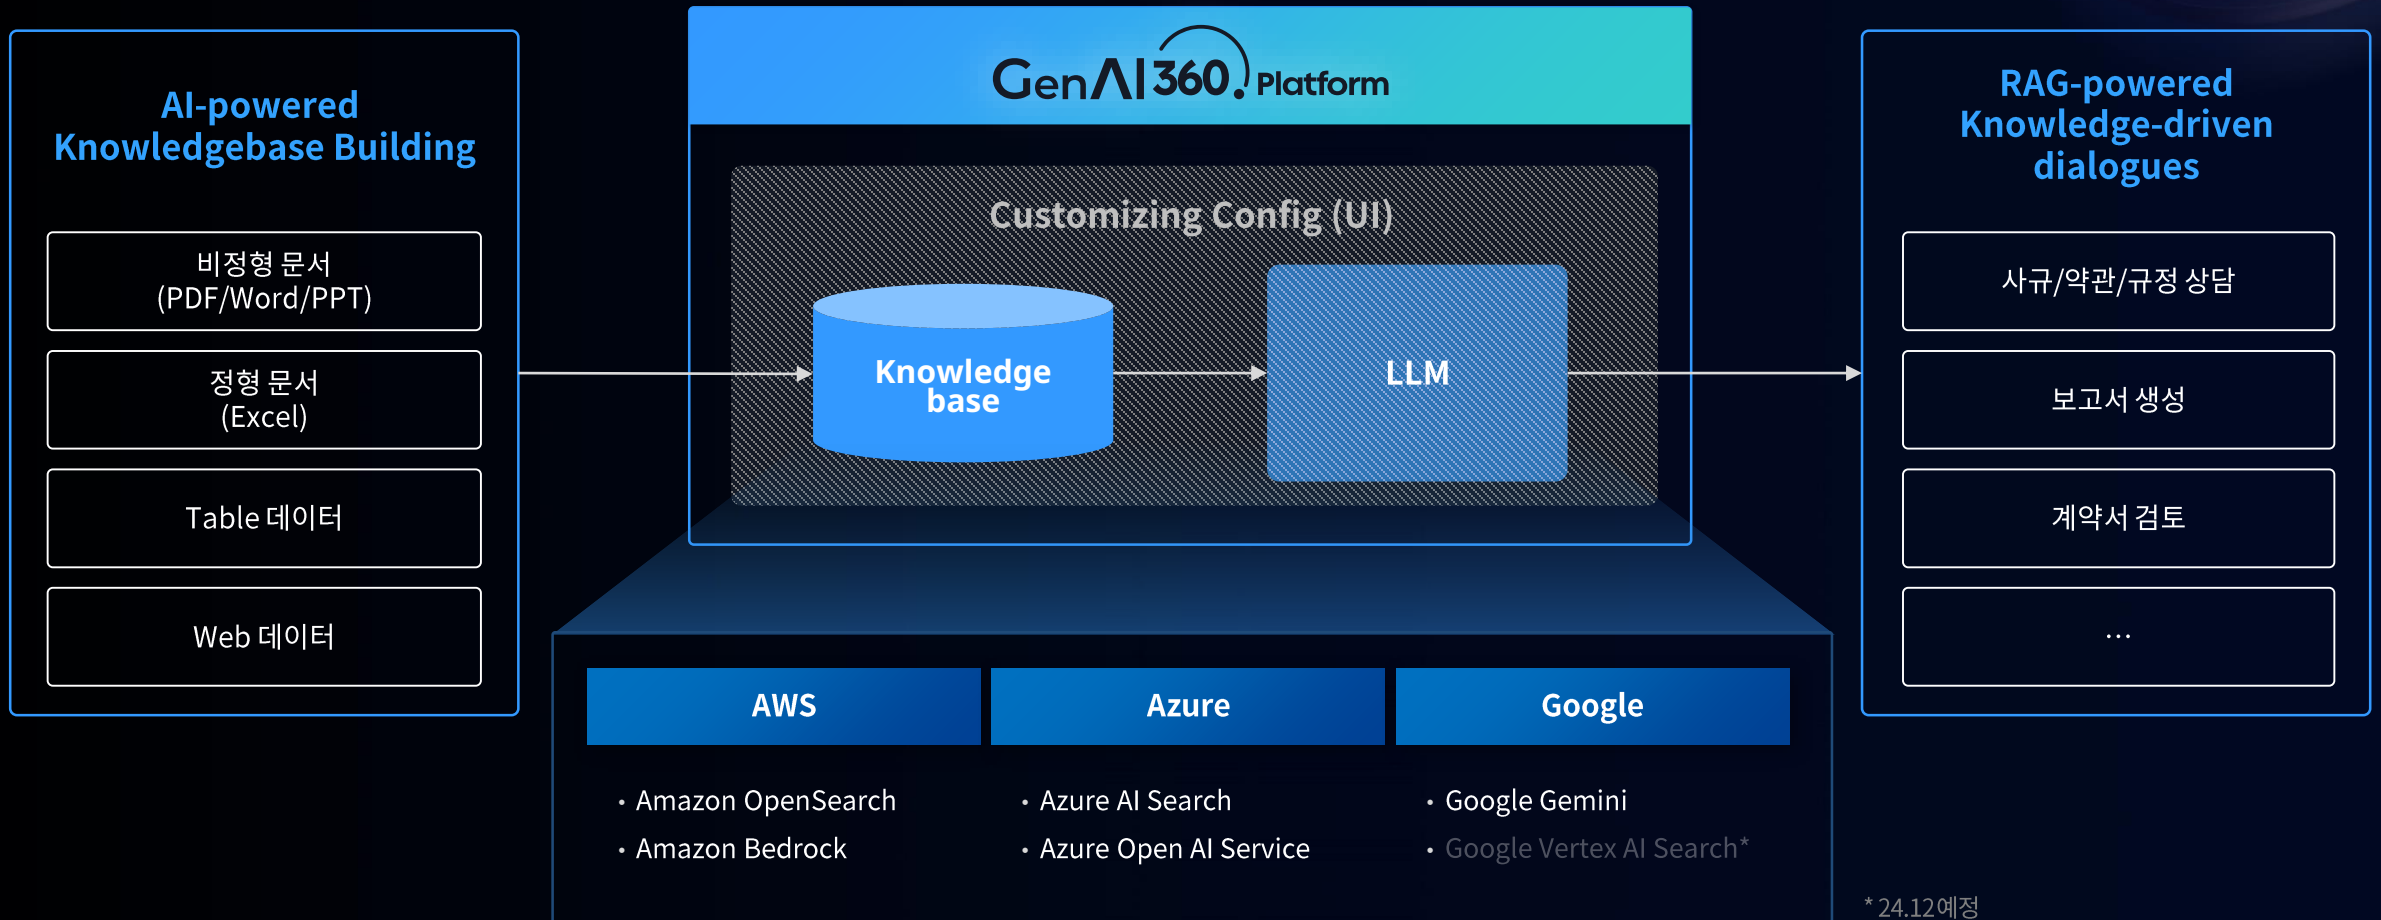 AI-powered
Knowledgebase Building
비정형 문서
(PDF/Word/PPT)
정형 문서
(Excel)
Table 데이터
Web 데이터
GenAI360 Platform
Customizing Config (UI)
Knowledge
base
LLM
AWS
• Amazon OpenSearch
• Amazon Bedrock
Azure
• Azure AI Search
• Azure Open AI Service
Google
• Google Gemini
• Google Vertex AI Search*
RAG-powered
Knowledge-driven
dialogues
사규/약관/규정 상담
보고서 생성
계약서 검토
...
* 24.12예정